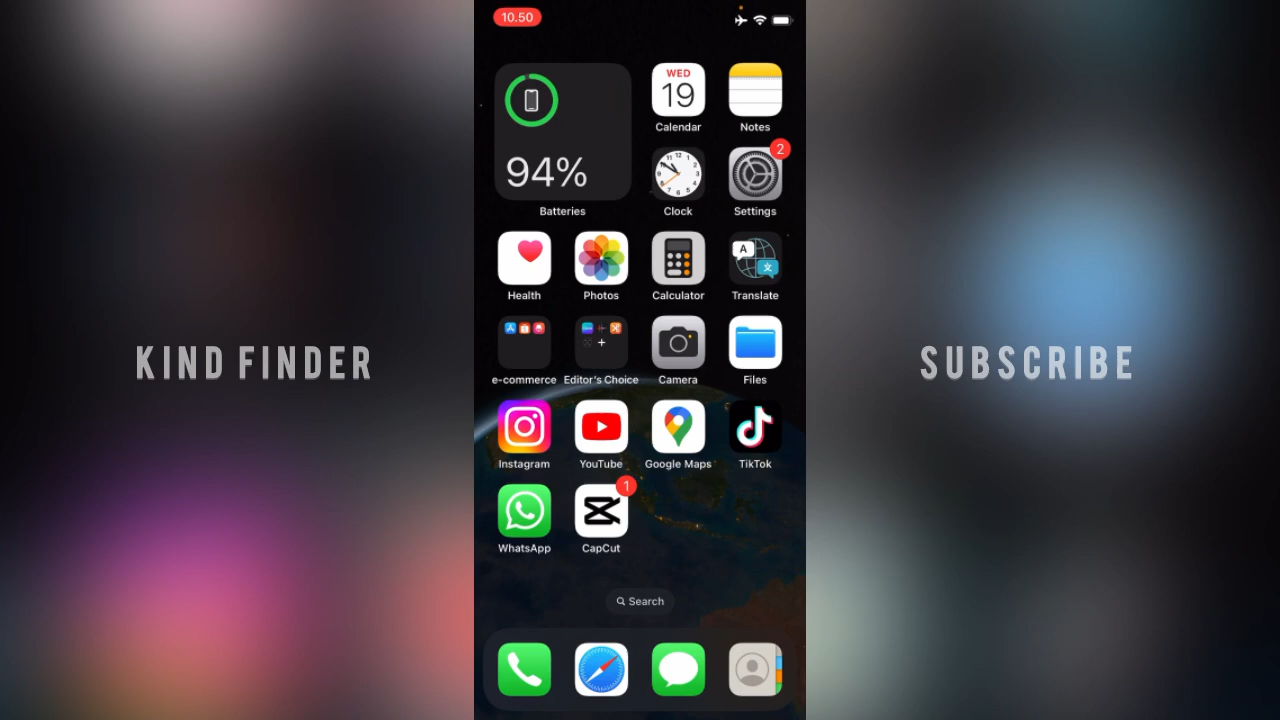 10.50
WED
19
Calendar
Notes
94%
Batteries
Clock
2
Settings
Health
Photos
Calculator
A
文
Translate
e-commerce
Editor's Choice
Camera
Files
KIND FINDER
SUBSCRIBE
Instagram
YouTube
Google Maps
TikTok
WhatsApp
1
CapCut
Search